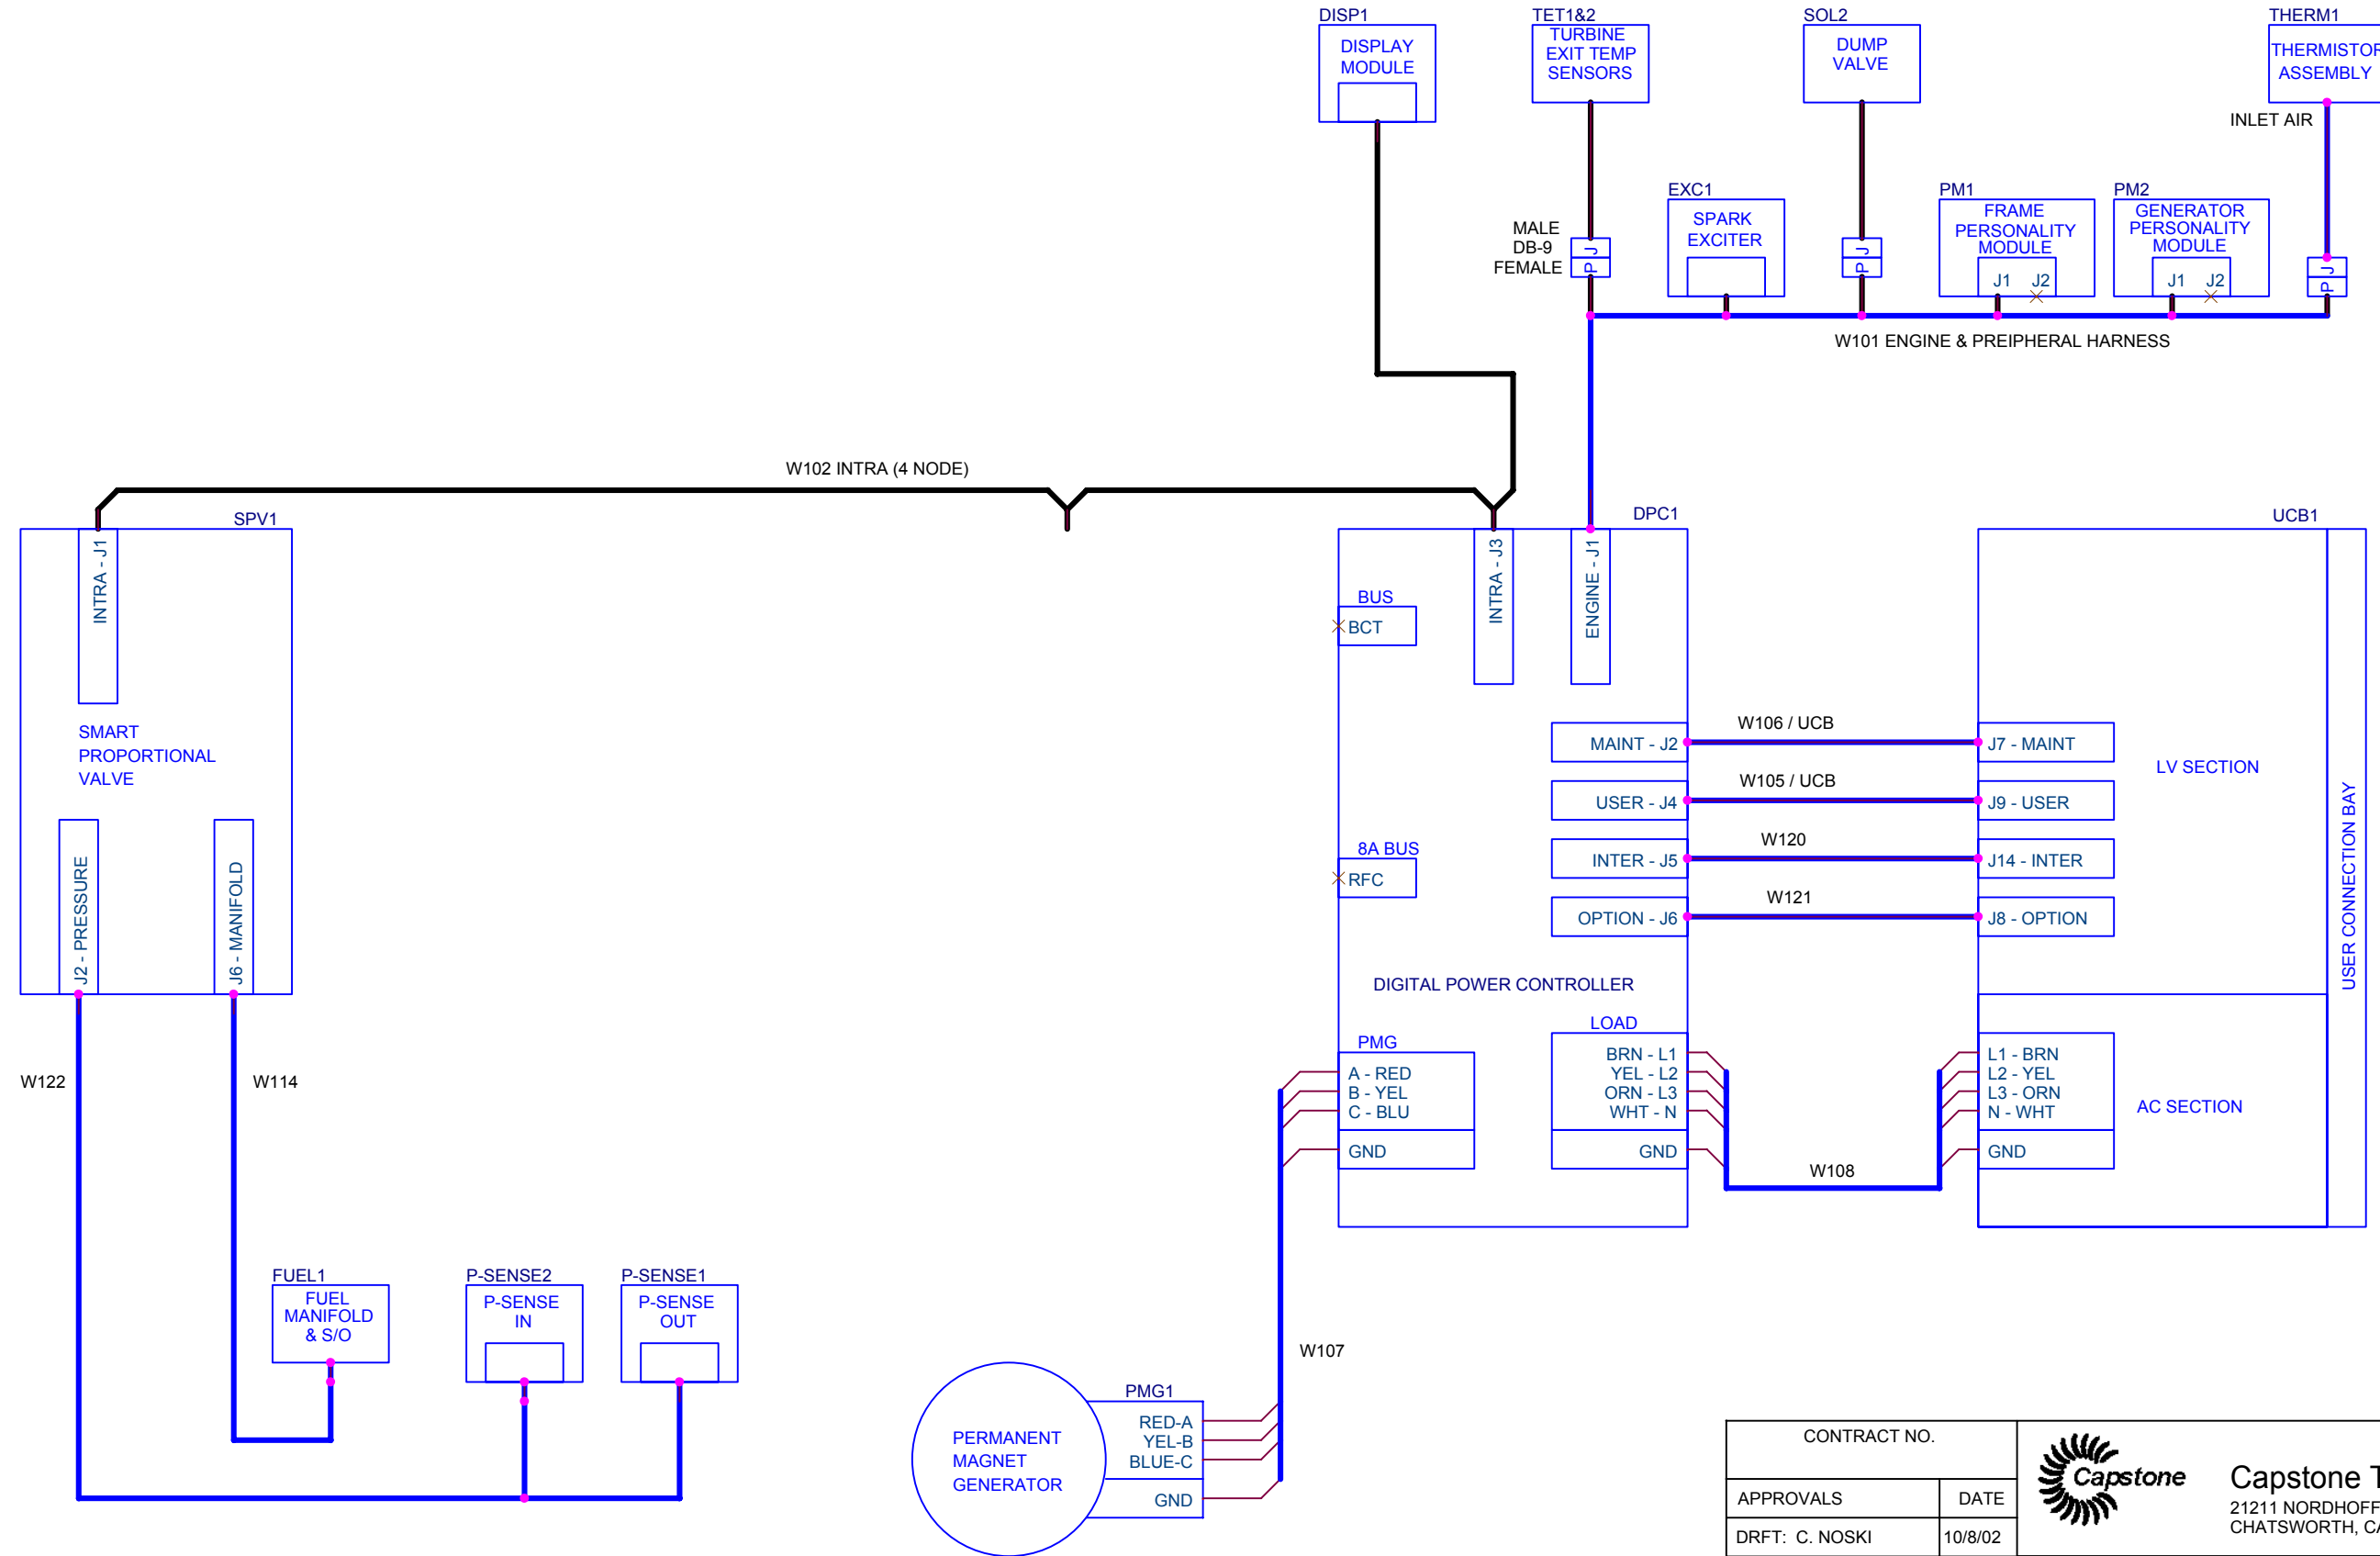 DISP1
DISPLAY
MODULE
TET1&2
TURBINE
EXIT TEMP
SENSORS
SOL2
DUMP
VALVE
THERM1
THERMISTOR
ASSEMBLY
INLET AIR
MALE
DB-9
FEMALE
J
P
EXC1
SPARK
EXCITER
J
P
PM1
FRAME
PERSONALITY
MODULE
J1 J2
PM2
GENERATOR
PERSONALITY
MODULE
J1 J2
J
P
W101 ENGINE & PREIPHERAL HARNESS
W102 INTRA (4 NODE)
SPV1
INTRA - J1
SMART
PROPORTIONAL
VALVE
J2 - PRESSURE
J6 - MANIFOLD
DPC1
INTRA - J3
ENGINE - J1
BUS
BCT
8A BUS
RFC
MAINT - J2
USER - J4
INTER - J5
OPTION - J6
W106 / UCB
W105 / UCB
W120
W121
UCB1
J7 - MAINT
J9 - USER
J14 - INTER
J8 - OPTION
LV SECTION
USER CONNECTION BAY
DIGITAL POWER CONTROLLER
PMG
A - RED
B - YEL
C - BLU
GND
LOAD
BRN - L1
YEL - L2
ORN - L3
WHT - N
GND
W108
L1 - BRN
L2 - YEL
L3 - ORN
N - WHT
GND
AC SECTION
W122
W114
FUEL1
FUEL
MANIFOLD
& S/O
P-SENSE2
P-SENSE
IN
P-SENSE1
P-SENSE
OUT
W107
PERMANENT
MAGNET
GENERATOR
PMG1
RED-A
YEL-B
BLUE-C
GND
CONTRACT NO.
APPROVALS DATE
DRFT: C. NOSKI 10/8/02
Capstone
Capstone T
21211 NORDHOFF
CHATSWORTH, CA